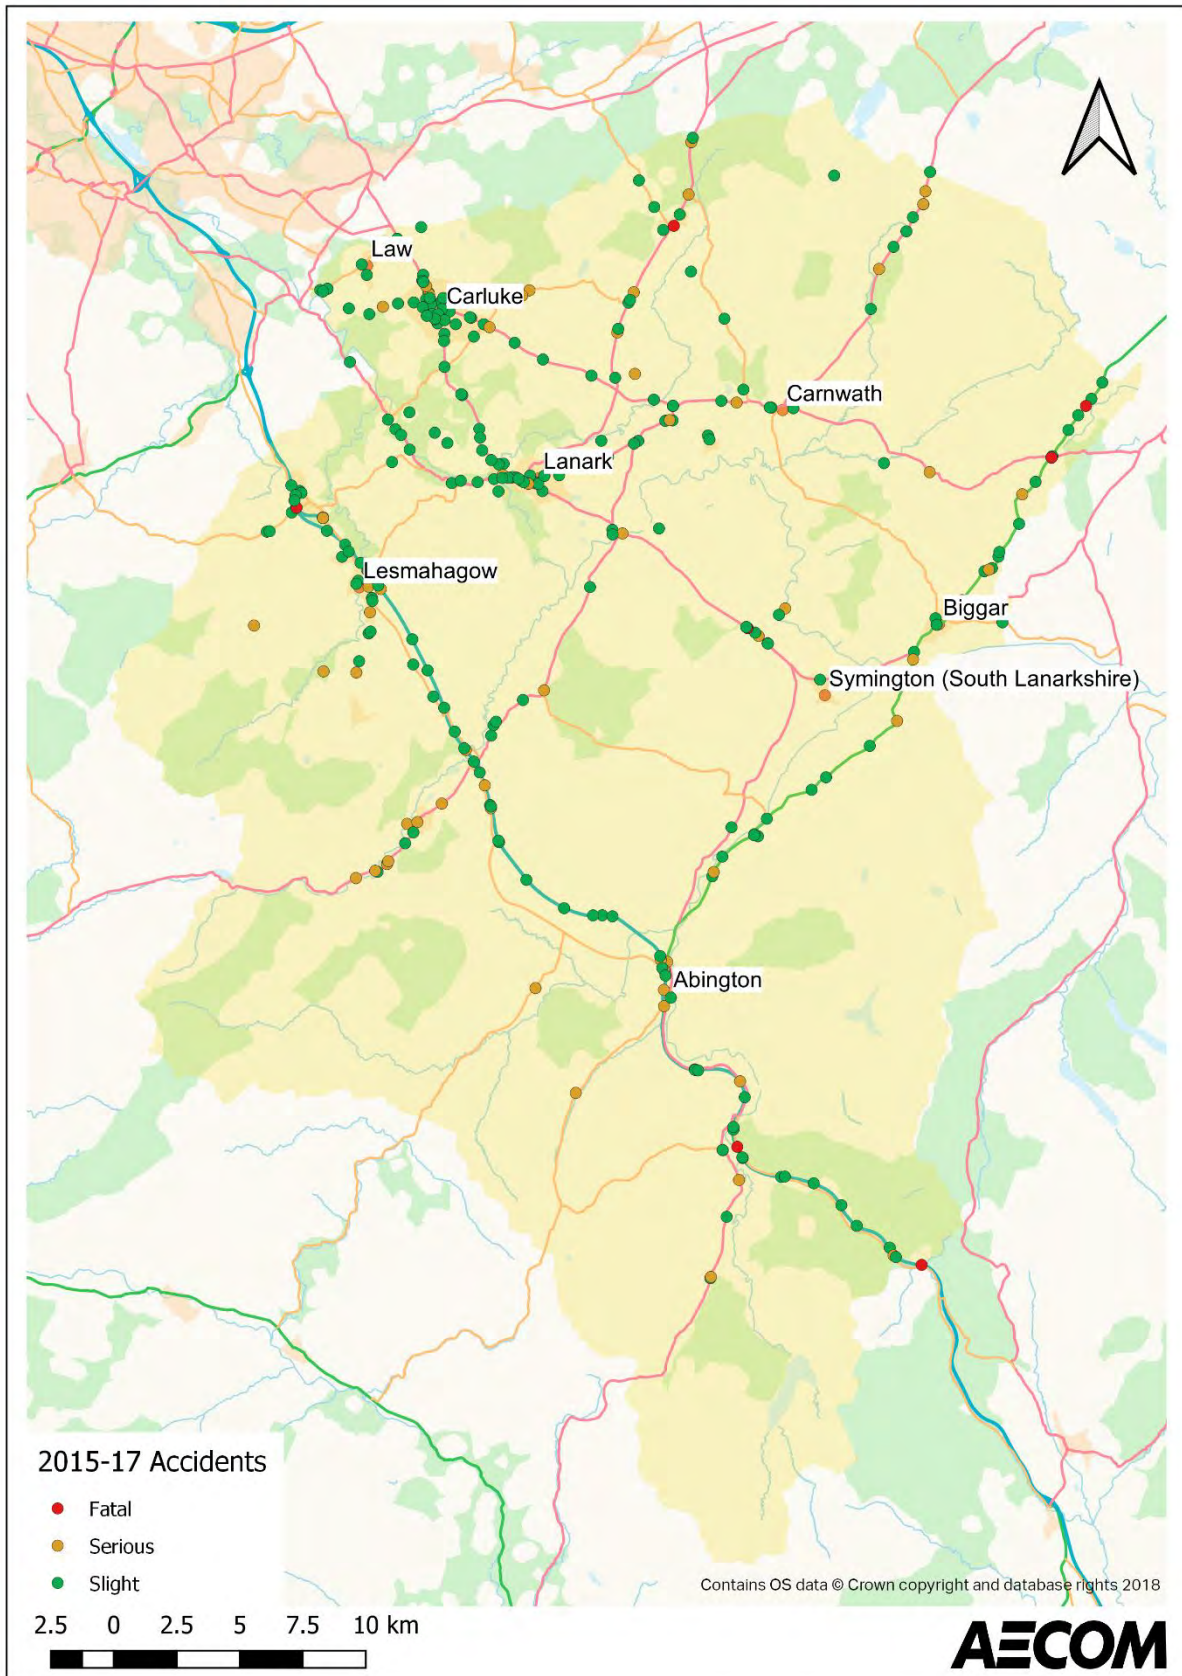 Law
Carluke
Carnwath
Lanark
Lesmahagow
Biggar
Symington (South Lanarkshire)
Abington
2015-17 Accidents
Fatal
Serious
Slight
Contains OS data © Crown copyright and database rights 2018
2.5 0 2.5 5 7.5 10 km
AECOM